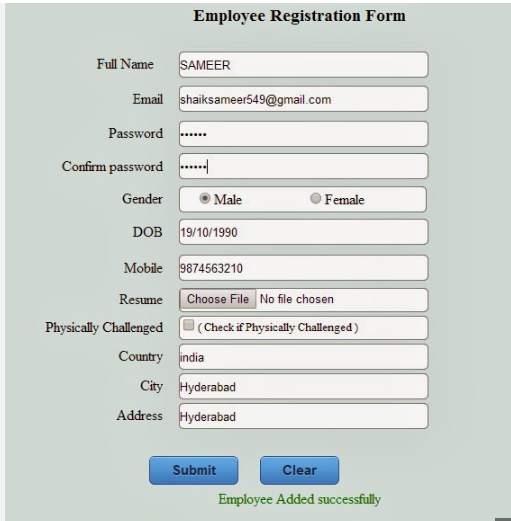 Employee Registration Form
Full Name SAMEER
Email shaiksameer549@gmail.com
Password ••••••
Confirm password ••••••
Gender Male Female
DOB 19/10/1990
Mobile 9874563210
Resume Choose File No file chosen
Physically Challenged ( Check if Physically Challenged )
Country india
City Hyderabad
Address Hyderabad
Submit Clear
Employee Added successfully